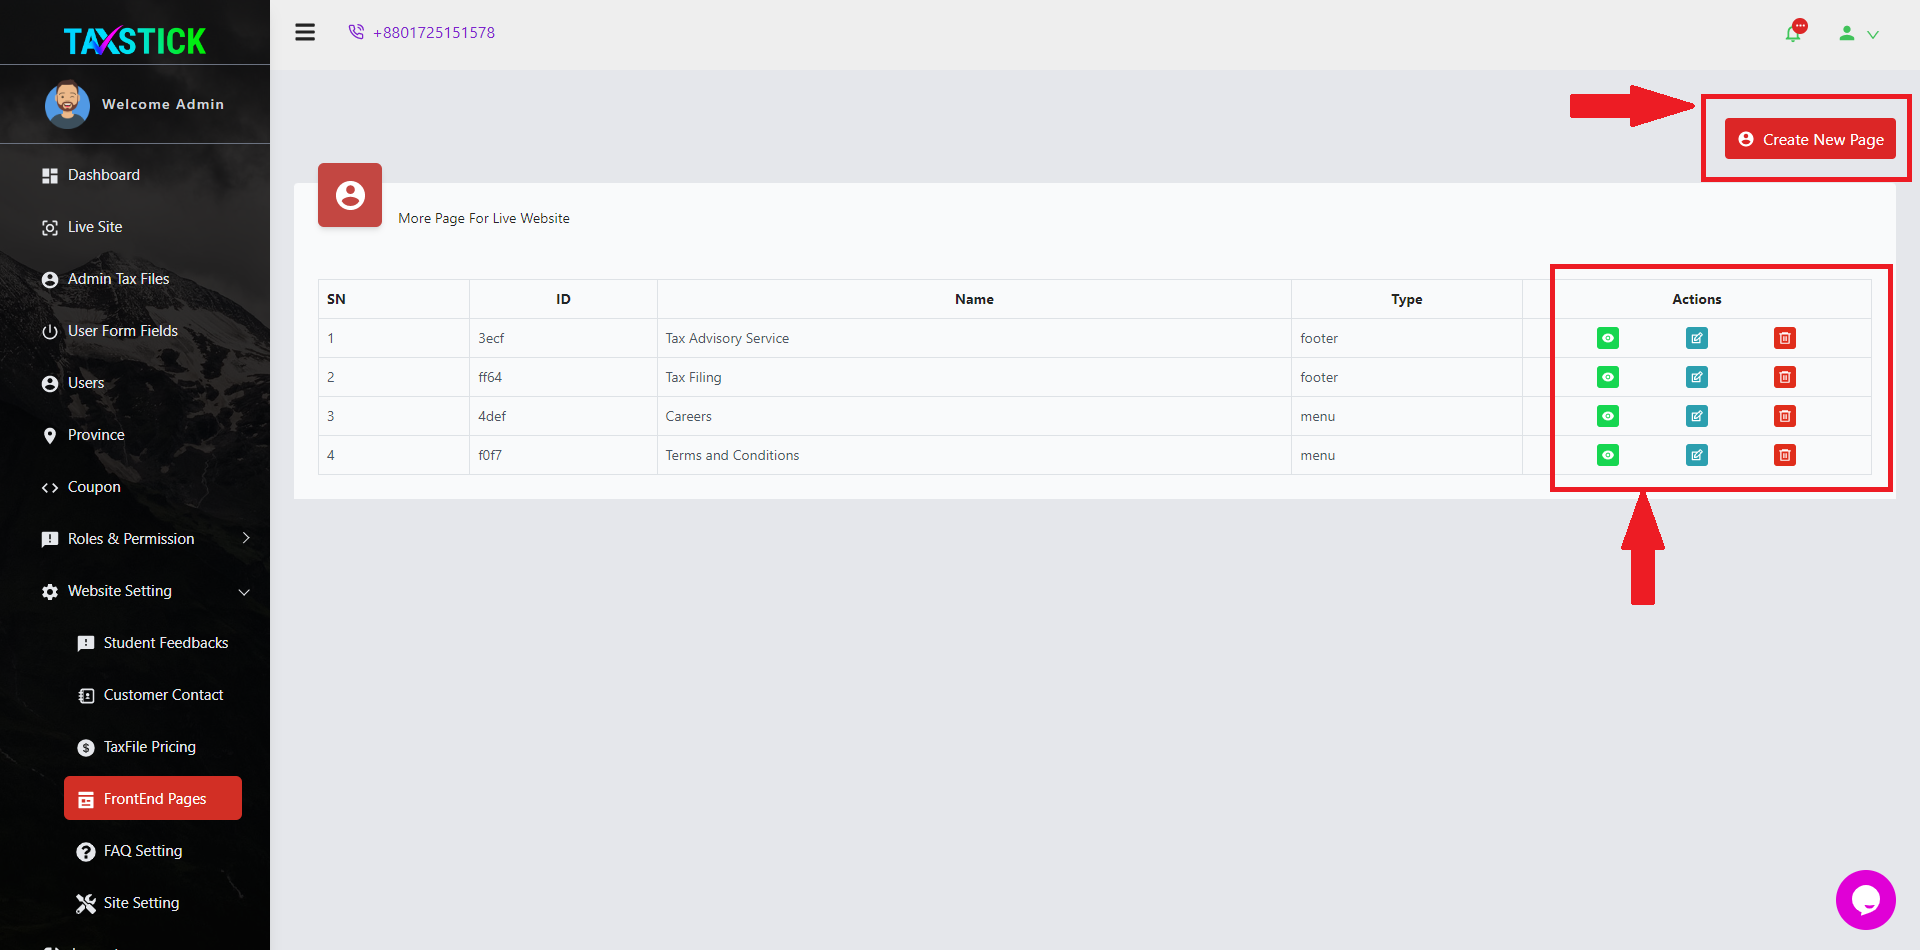 TAXSTICK
+8801725151578
Welcome Admin
Create New Page
Dashboard
Live Site
Admin Tax Files
User Form Fields
Users
Province
Coupon
Roles & Permission
Website Setting
Student Feedbacks
Customer Contact
TaxFile Pricing
FrontEnd Pages
FAQ Setting
Site Setting
More Page For Live Website
SN ID Name Type Actions
1 3ecf Tax Advisory Service footer
2 ff64 Tax Filing footer
3 4def Careers menu
4 f0f7 Terms and Conditions menu